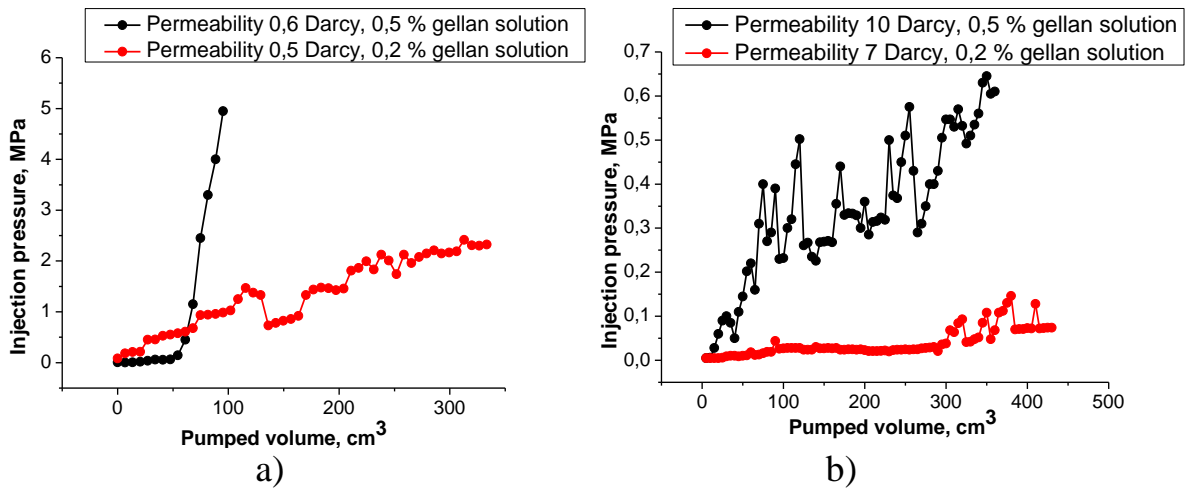 Permeability 0,6 Darcy, 0,5 % gellan solution
Permeability 0,5 Darcy, 0,2 % gellan solution
6
5
4
3
2
1
0
Injection pressure, MPa
0
100
200
300
Pumped volume, cm³
a)
Permeability 10 Darcy, 0,5 % gellan solution
Permeability 7 Darcy, 0,2 % gellan solution
0,7
0,6
0,5
0,4
0,3
0,2
0,1
0,0
Injection pressure, MPa
0
100
200
300
400
500
Pumped volume, cm³
b)